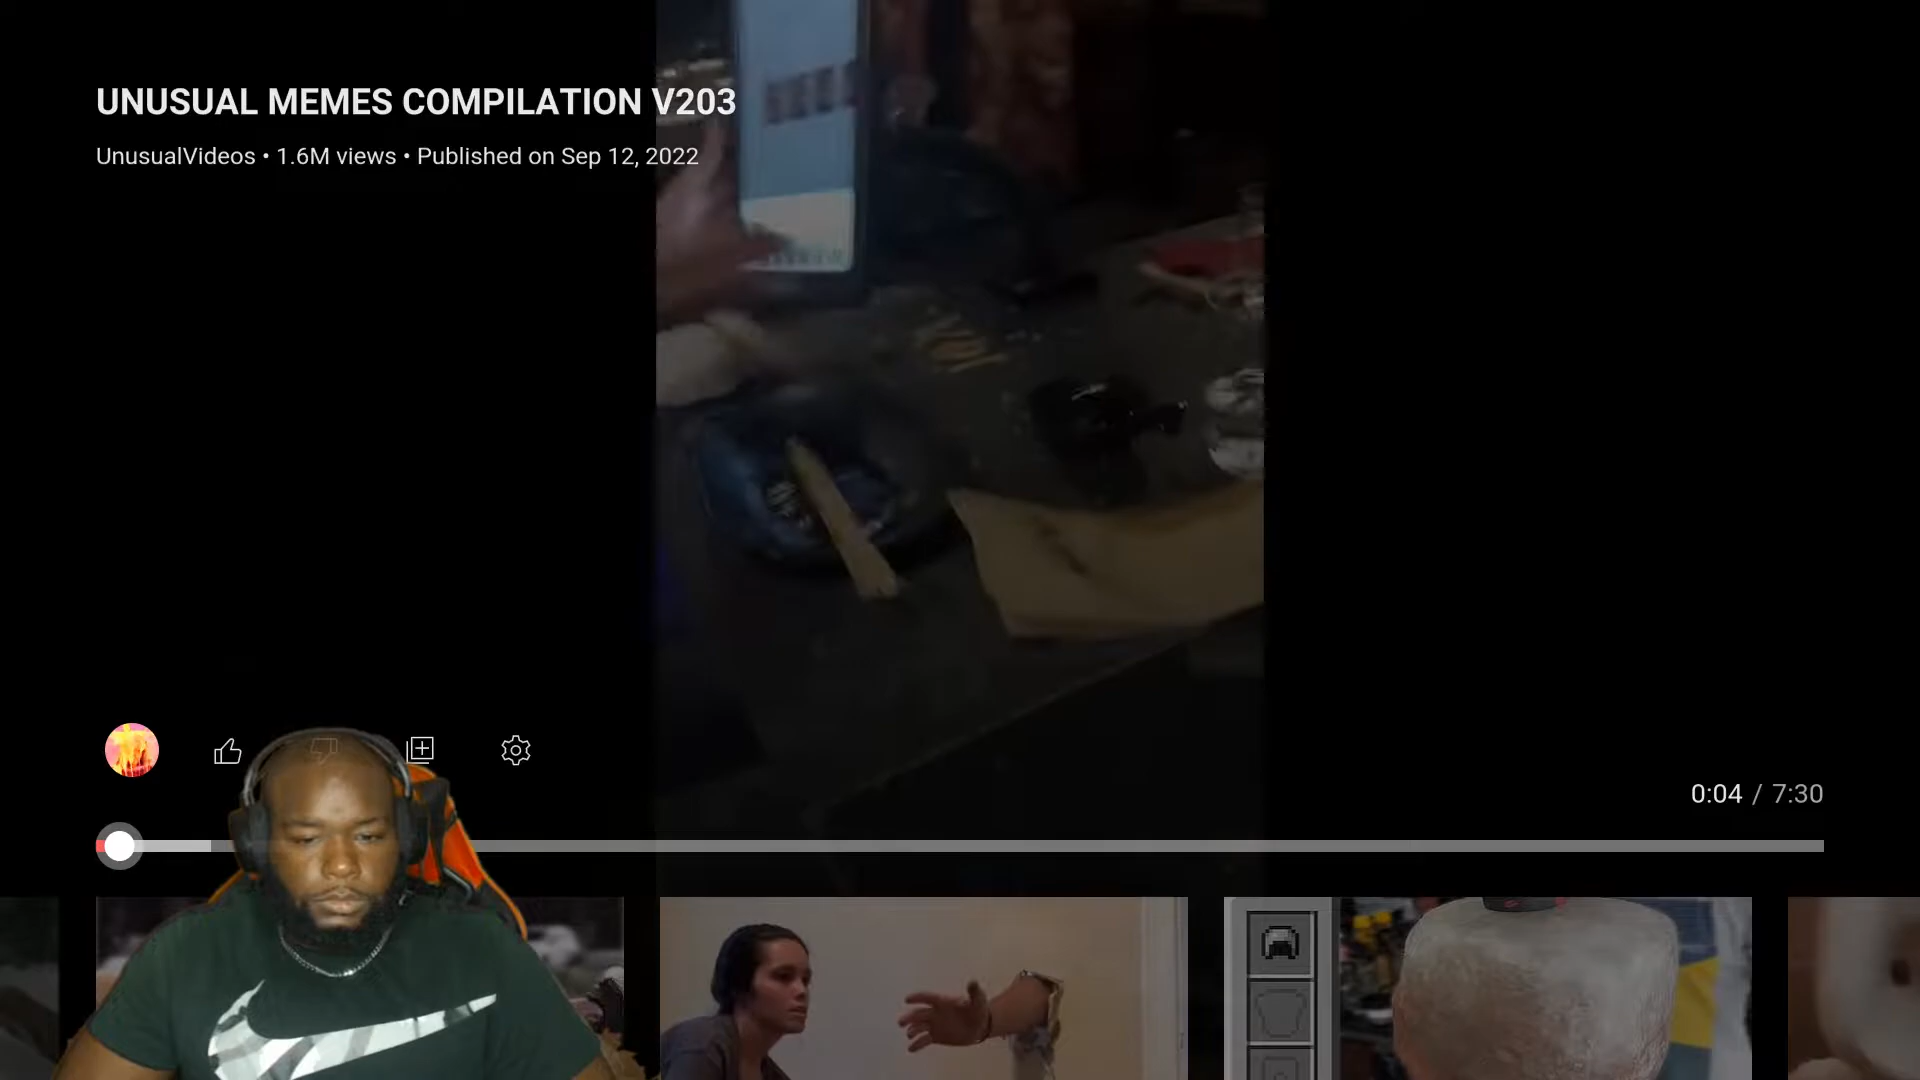 UNUSUAL MEMES COMPILATION V203
UnusualVideos • 1.6M views • Published on Sep 12, 2022
0:04 / 7:30